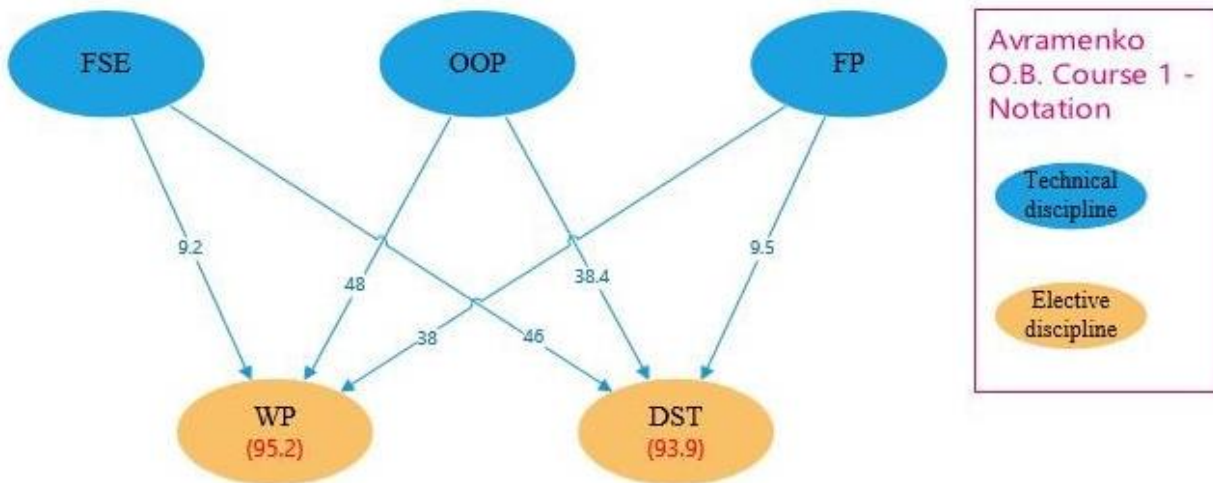 FSE
OOP
FP
9.2
48
38
46
38.4
9.5
WP
(95.2)
DST
(93.9)
Avramenko
O.B. Course 1 -
Notation
Technical
discipline
Elective
discipline